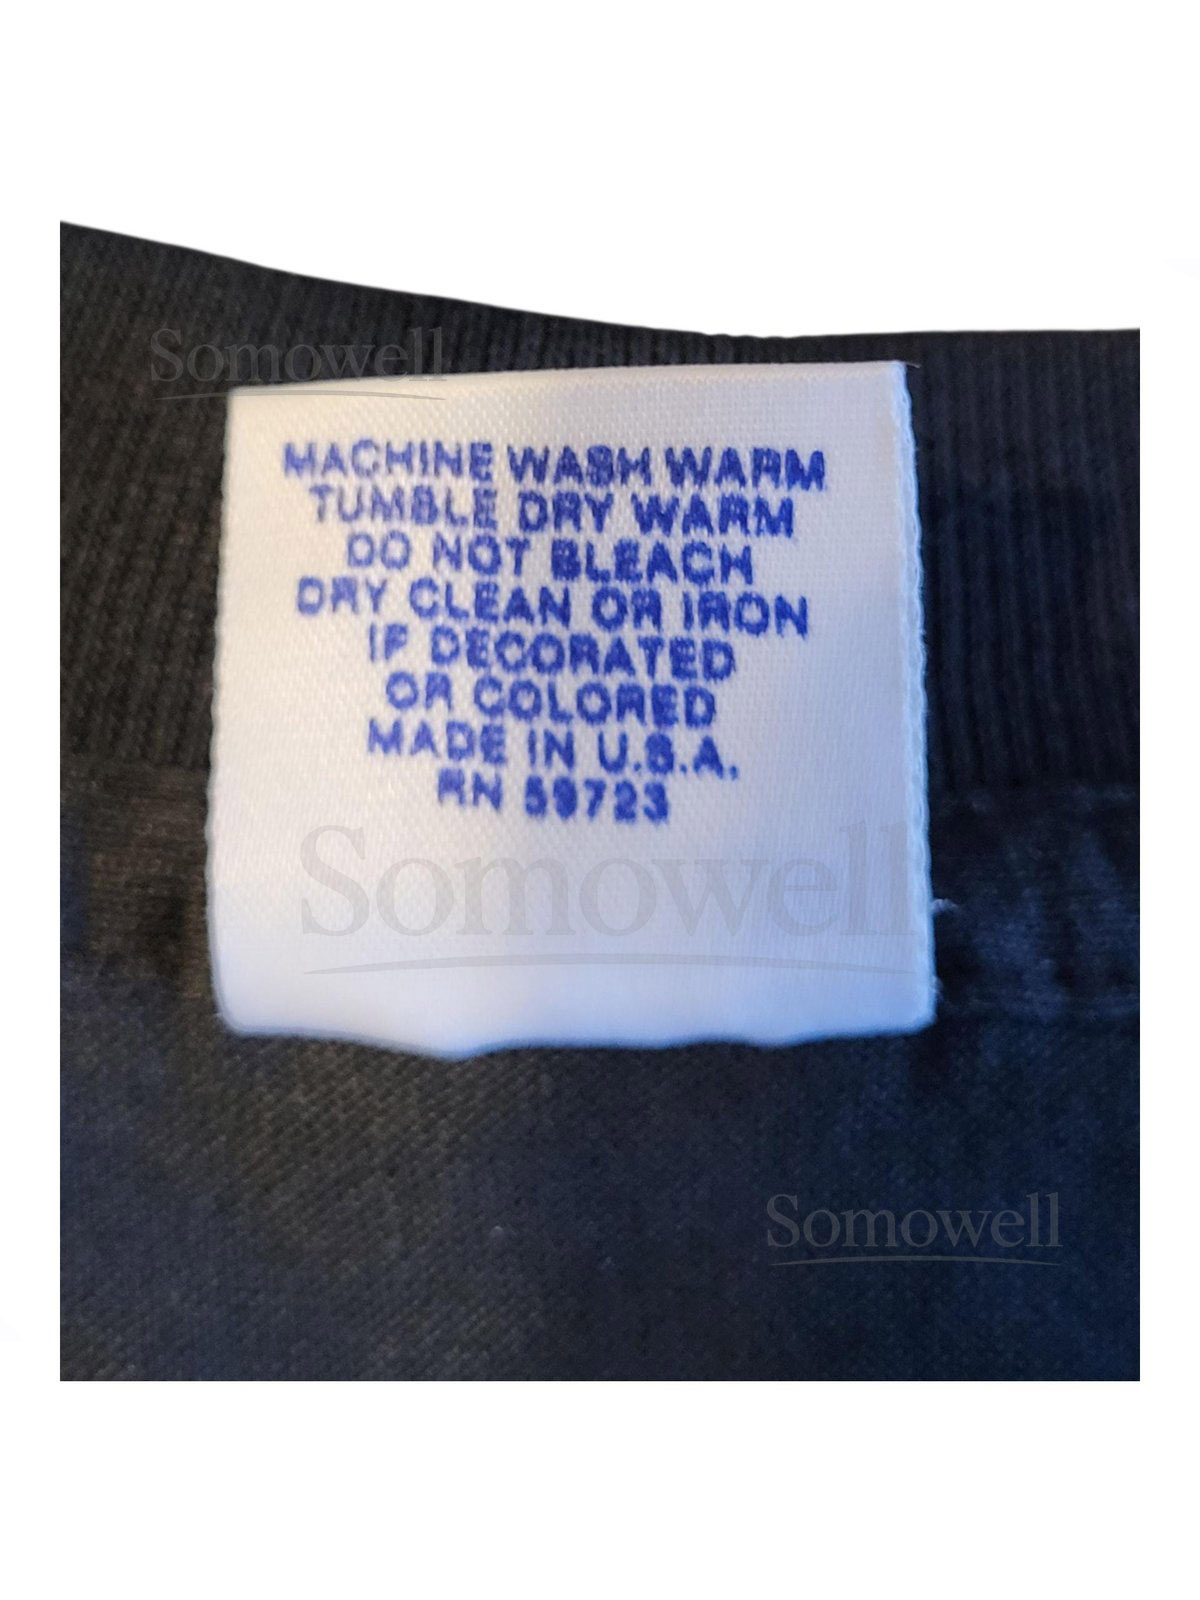 Somowell
MACHINE WASH WARM
TUMBLE DRY WARM
DO NOT BLEACH
DRY CLEAN OR IRON
IF DECORATED
OR COLORED
MADE IN U.S.A.
RN 59723
Somowell
Somowell